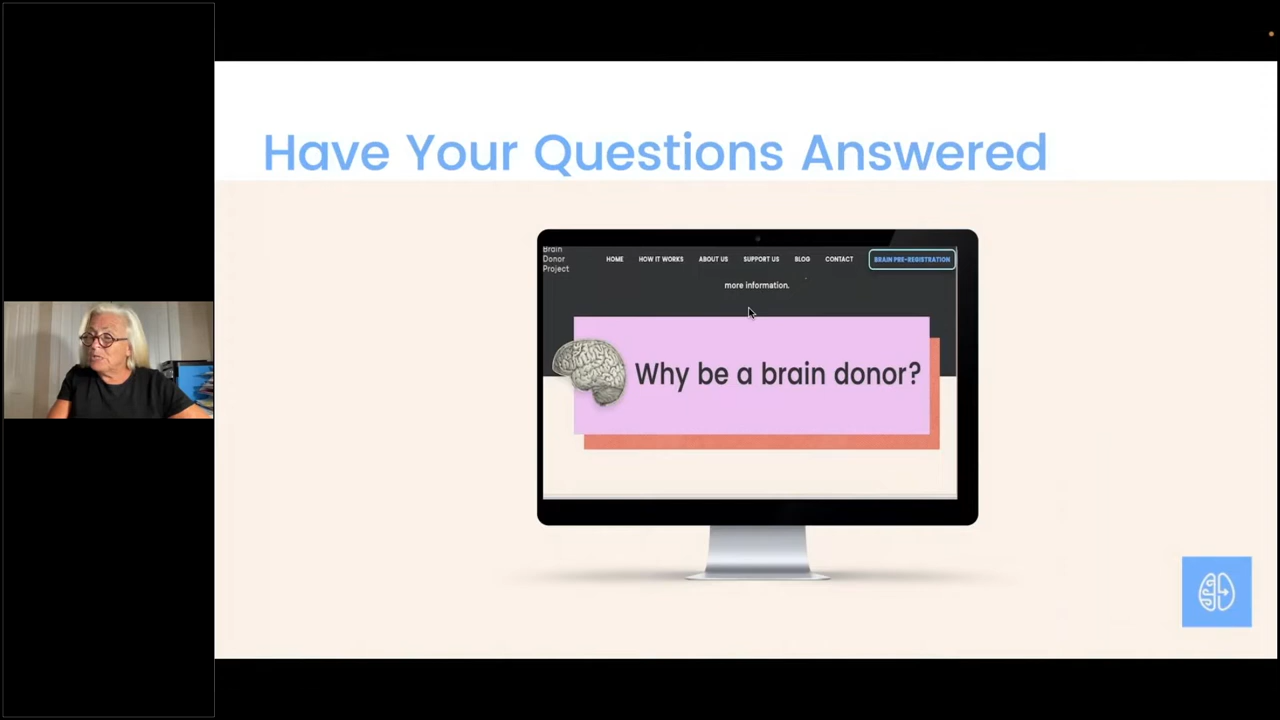 Have Your Questions Answered
Brain
Donor
Project
HOME HOW IT WORKS ABOUT US SUPPORT US BLOG CONTACT BRAIN PRE-REGISTRATION
more information.
Why be a brain donor?